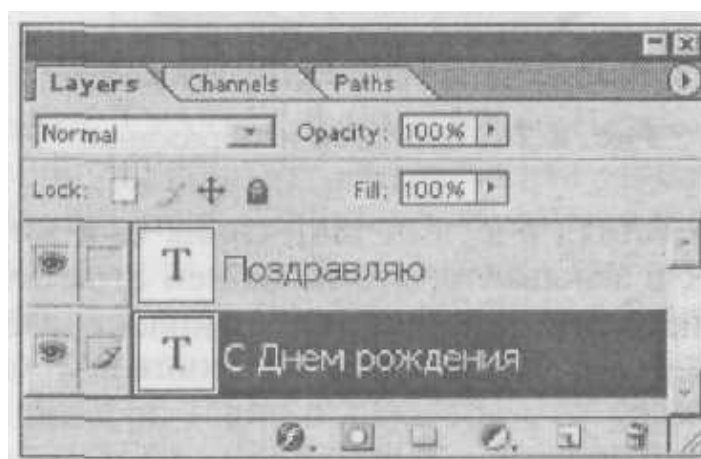 Layers Channels Paths
Normal Opacity: 100%
Lock: Fill: 100%
T Поздравляю
T С Днем рождения